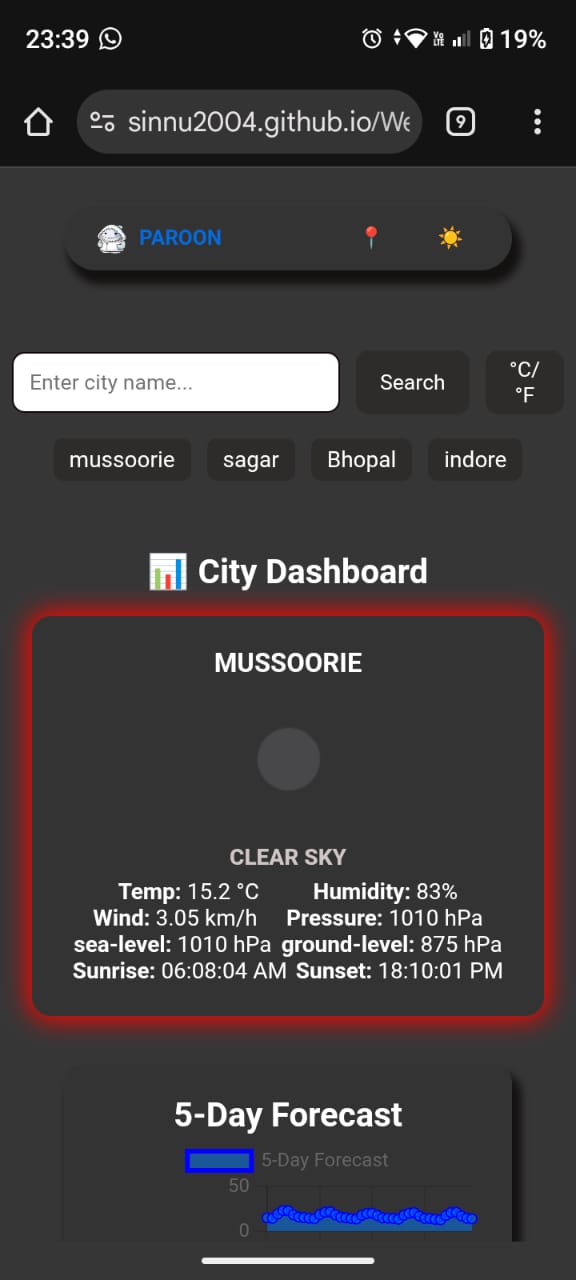 23:39 Vo LTE 19%
sinnu2004.github.io/We
9
PAROON
Enter city name... Search °C/
°F
mussoorie sagar Bhopal indore
City Dashboard
MUSSOORIE
CLEAR SKY
Temp: 15.2 °C Humidity: 83%
Wind: 3.05 km/h Pressure: 1010 hPa
sea-level: 1010 hPa ground-level: 875 hPa
Sunrise: 06:08:04 AM Sunset: 18:10:01 PM
5-Day Forecast
5-Day Forecast
50
0